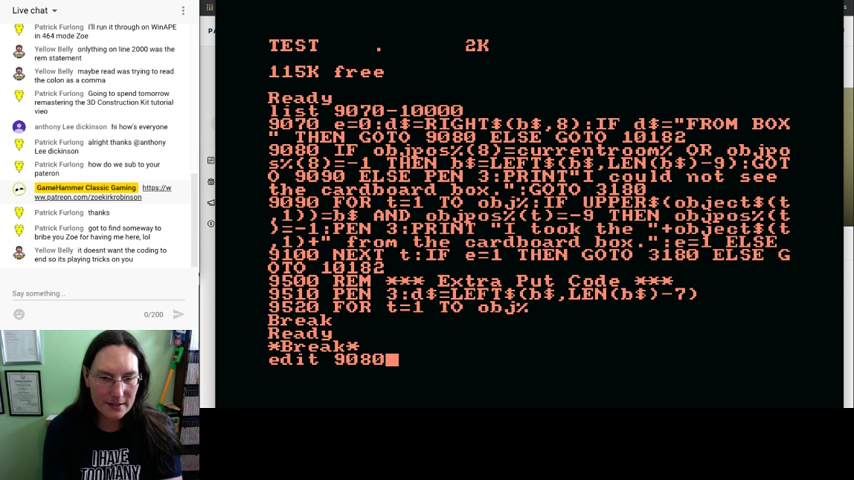 Live chat
Patrick Furlong I'll run it through on WinAPE
in 464 mode Zoe
Yellow Belly onlything on line 2000 was the
rem statement
Yellow Belly maybe read was trying to read
the colon as a comma
Patrick Furlong Going to spend tomorrow
remastering the 3D Construction Kit tutorial
vieo
anthony Lee dickinson hi how's everyone
Patrick Furlong alright thanks @anthony
Lee dickinson
Patrick Furlong how do we sub to your
pateron
GameHammer Classic Gaming https://w
ww.patreon.com/zoekirkrobinson
Patrick Furlong thanks
Patrick Furlong got to find someway to
bribe you Zoe for having me here, lol
Yellow Belly it doesnt want the coding to
end so its playing tricks on you
Say something...
0/200
I HAVE
TOO MANY
TEST . 2K
115K free
Ready
list 9070-10000
9070 e=0:d$=RIGHT$(b$,8):IF d$="FROM BOX
" THEN GOTO 9080 ELSE GOTO 10182
9080 IF objpos%(8)=currentroom% OR objpo
s%(8)=-1 THEN b$=LEFT$(b$,LEN(b$)-9):GOT
O 9090 ELSE PEN 3:PRINT"I could not see
the cardboard box.":GOTO 3180
9090 FOR t=1 TO obj%:IF UPPER$(object$(t
,1))=b$ AND objpos%(t)=-9 THEN objpos%(t
)=-1:PEN 3:PRINT "I took the "+object$(t
,1)+" from the cardboard box.":e=1 ELSE
9100 NEXT t:IF e=1 THEN GOTO 3180 ELSE G
OTO 10182
9500 REM *** Extra Put Code ***
9510 PEN 3:d$=LEFT$(b$,LEN(b$)-7)
9520 FOR t=1 TO obj%
Break
Ready
*Break*
edit 9080